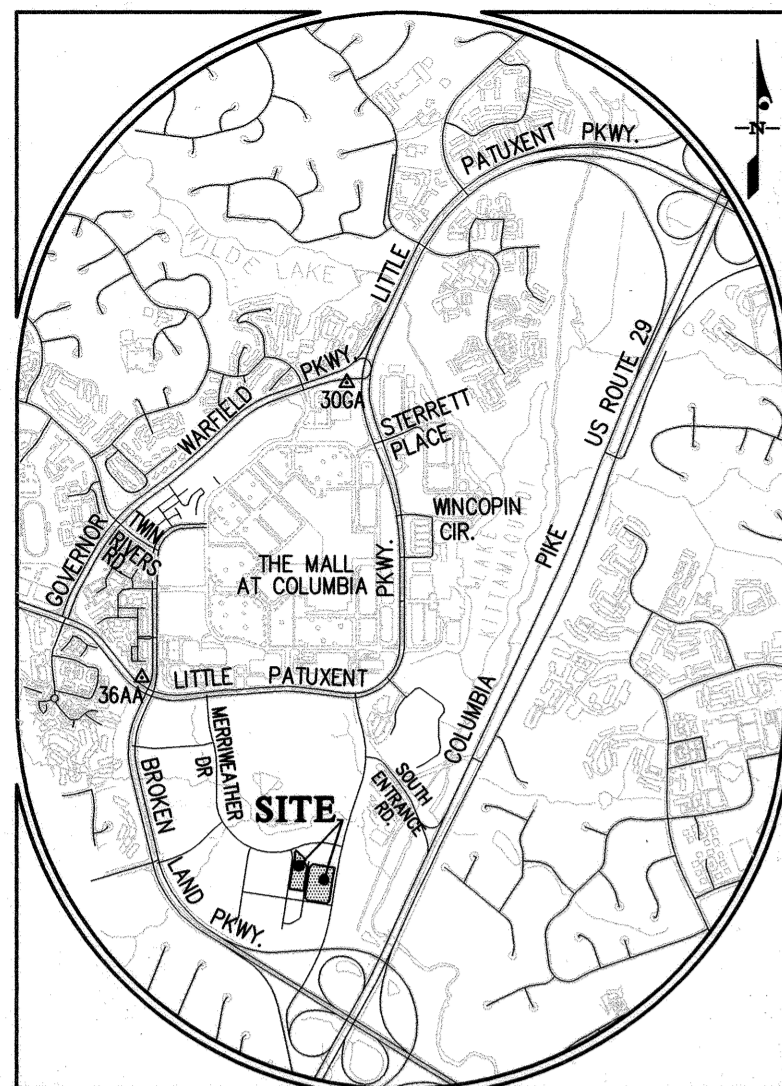 N
PATUXENT PKWY.
WILDE LAKE
LITTLE
US ROUTE 29
PKWY.
30GA
WARFIELD
STERRETT
PLACE
WINCOPIN
CIR.
GOVERNOR
TWIN
RIVERS
RD
THE MALL
AT COLUMBIA
PKWY.
LAKE
KITTAMAQUNDI
PIKE
36AA
LITTLE PATUXENT
COLUMBIA
MERRIWEATHER
DR
BROKEN
SOUTH
ENTRANCE
RD.
SITE
LAND
PKWY.